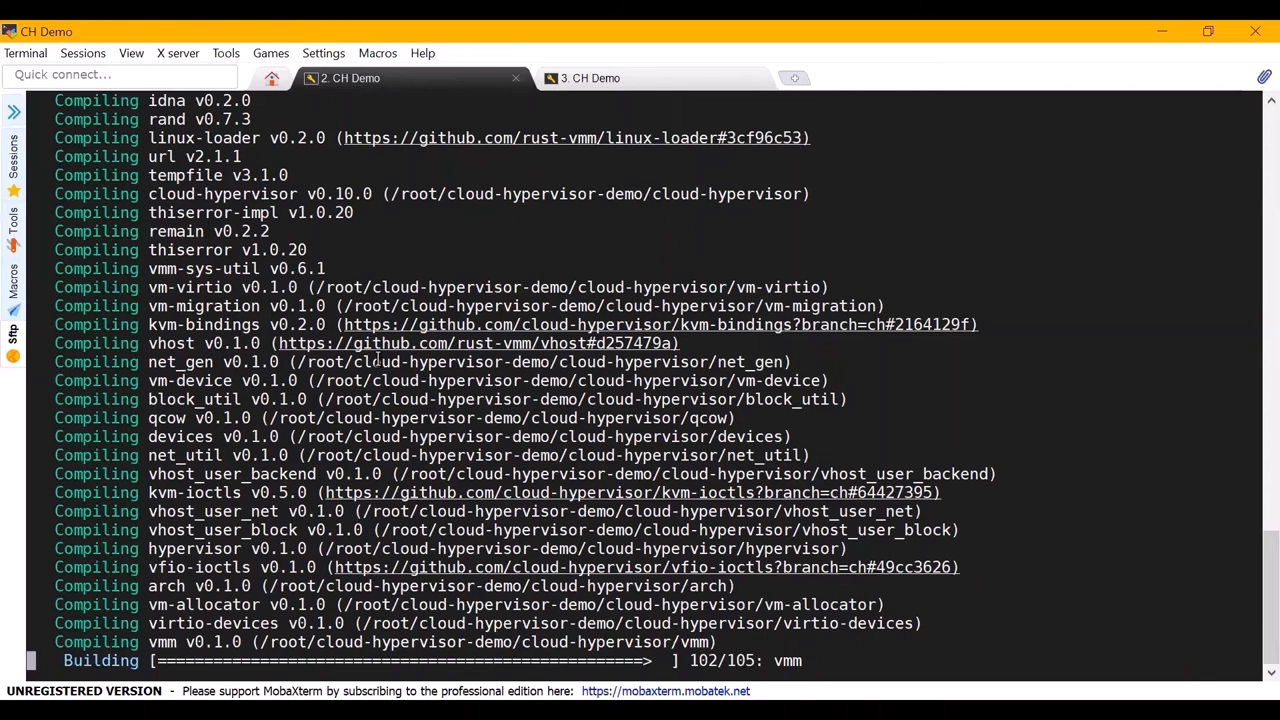 CH Demo
Terminal Sessions View X server Tools Games Settings Macros Help
Quick connect...
2. CH Demo
3. CH Demo
Sessions
Tools
Macros
Sftp
Compiling idna v0.2.0
Compiling rand v0.7.3
Compiling linux-loader v0.2.0 (https://github.com/rust-vmm/linux-loader#3cf96c53)
Compiling url v2.1.1
Compiling tempfile v3.1.0
Compiling cloud-hypervisor v0.10.0 (/root/cloud-hypervisor-demo/cloud-hypervisor)
Compiling thiserror-impl v1.0.20
Compiling remain v0.2.2
Compiling thiserror v1.0.20
Compiling vmm-sys-util v0.6.1
Compiling vm-virtio v0.1.0 (/root/cloud-hypervisor-demo/cloud-hypervisor/vm-virtio)
Compiling vm-migration v0.1.0 (/root/cloud-hypervisor-demo/cloud-hypervisor/vm-migration)
Compiling kvm-bindings v0.2.0 (https://github.com/cloud-hypervisor/kvm-bindings?branch=ch#2164129f)
Compiling vhost v0.1.0 (https://github.com/rust-vmm/vhost#d257479a)
Compiling net_gen v0.1.0 (/root/cloud-hypervisor-demo/cloud-hypervisor/net_gen)
Compiling vm-device v0.1.0 (/root/cloud-hypervisor-demo/cloud-hypervisor/vm-device)
Compiling block_util v0.1.0 (/root/cloud-hypervisor-demo/cloud-hypervisor/block_util)
Compiling qcow v0.1.0 (/root/cloud-hypervisor-demo/cloud-hypervisor/qcow)
Compiling devices v0.1.0 (/root/cloud-hypervisor-demo/cloud-hypervisor/devices)
Compiling net_util v0.1.0 (/root/cloud-hypervisor-demo/cloud-hypervisor/net_util)
Compiling vhost_user_backend v0.1.0 (/root/cloud-hypervisor-demo/cloud-hypervisor/vhost_user_backend)
Compiling kvm-ioctls v0.5.0 (https://github.com/cloud-hypervisor/kvm-ioctls?branch=ch#64427395)
Compiling vhost_user_net v0.1.0 (/root/cloud-hypervisor-demo/cloud-hypervisor/vhost_user_net)
Compiling vhost_user_block v0.1.0 (/root/cloud-hypervisor-demo/cloud-hypervisor/vhost_user_block)
Compiling hypervisor v0.1.0 (/root/cloud-hypervisor-demo/cloud-hypervisor/hypervisor)
Compiling vfio-ioctls v0.1.0 (https://github.com/cloud-hypervisor/vfio-ioctls?branch=ch#49cc3626)
Compiling arch v0.1.0 (/root/cloud-hypervisor-demo/cloud-hypervisor/arch)
Compiling vm-allocator v0.1.0 (/root/cloud-hypervisor-demo/cloud-hypervisor/vm-allocator)
Compiling virtio-devices v0.1.0 (/root/cloud-hypervisor-demo/cloud-hypervisor/virtio-devices)
Compiling vmm v0.1.0 (/root/cloud-hypervisor-demo/cloud-hypervisor/vmm)
Building [====================================================> ] 102/105: vmm
UNREGISTERED VERSION - Please support MobaXterm by subscribing to the professional edition here: https://mobaxterm.mobatek.net